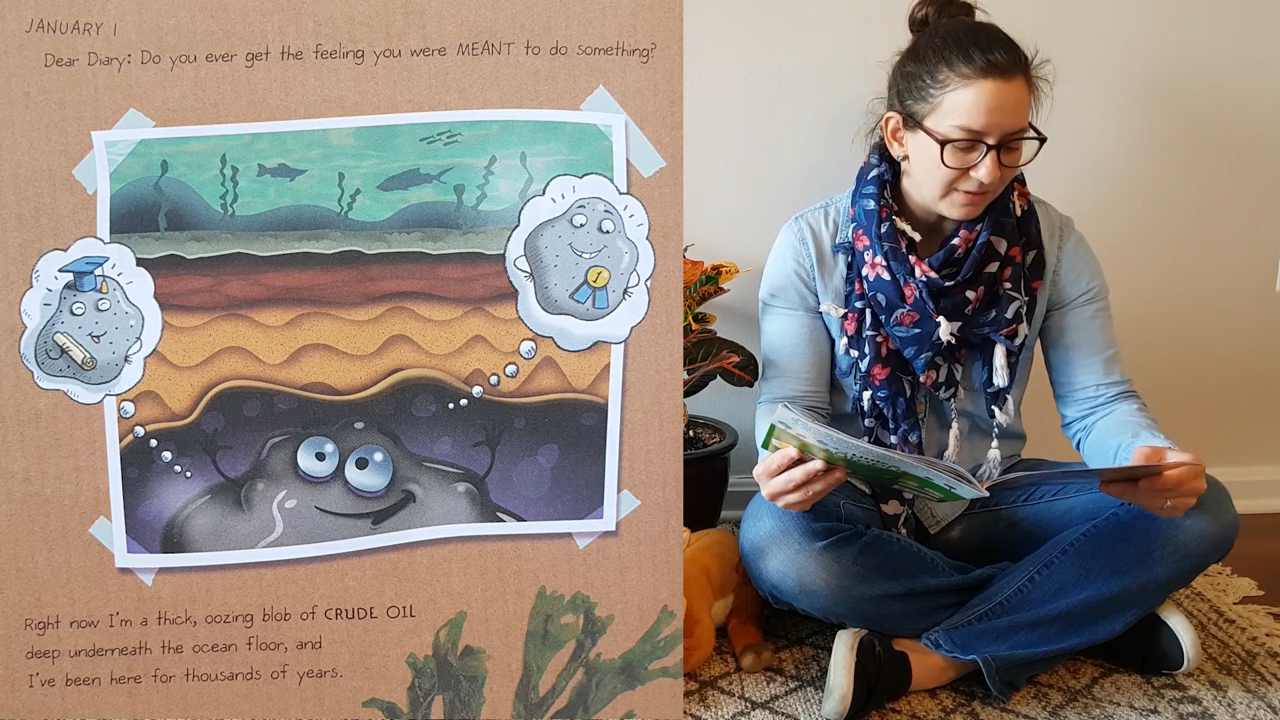 JANUARY 1
Dear Diary: Do you ever get the feeling you were MEANT to do something?
1
Right now I'm a thick, oozing blob of CRUDE OIL
deep underneath the ocean floor, and
I've been here for thousands of years.